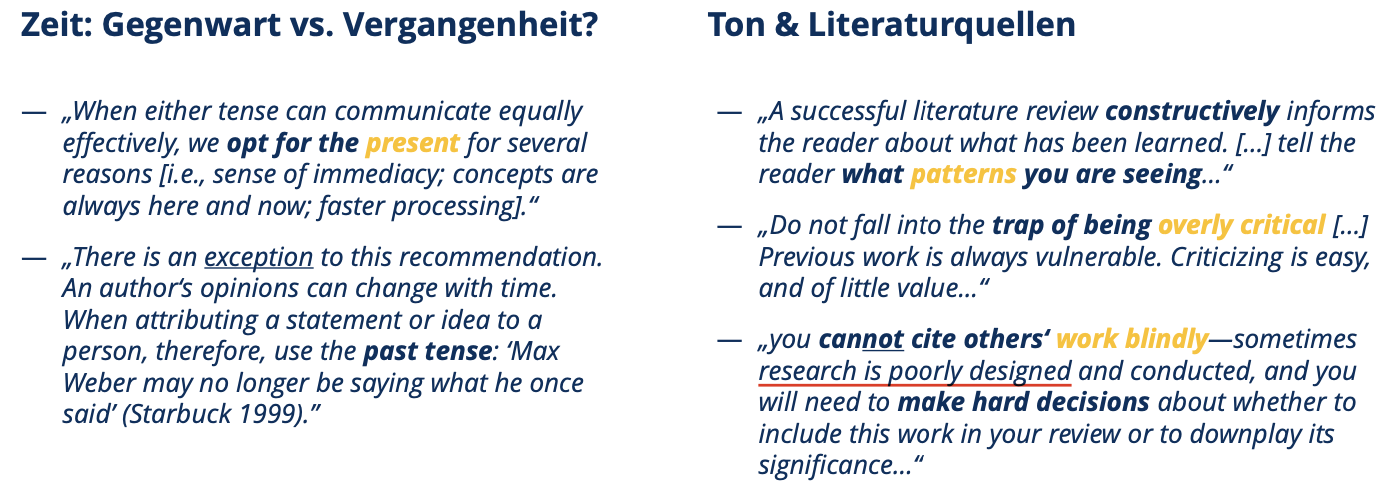 Zeit: Gegenwart vs. Vergangenheit?
— „When either tense can communicate equally
effectively, we opt for the present for several
reasons [i.e., sense of immediacy; concepts are
always here and now; faster processing].“
— „There is an exception to this recommendation.
An author‘s opinions can change with time.
When attributing a statement or idea to a
person, therefore, use the past tense: ‘Max
Weber may no longer be saying what he once
said’ (Starbuck 1999).”
Ton & Literaturquellen
— „A successful literature review constructively informs
the reader about what has been learned. […] tell the
reader what patterns you are seeing…“
— „Do not fall into the trap of being overly critical […]
Previous work is always vulnerable. Criticizing is easy,
and of little value…“
— „you cannot cite others‘ work blindly—sometimes
research is poorly designed and conducted, and you
will need to make hard decisions about whether to
include this work in your review or to downplay its
significance…“